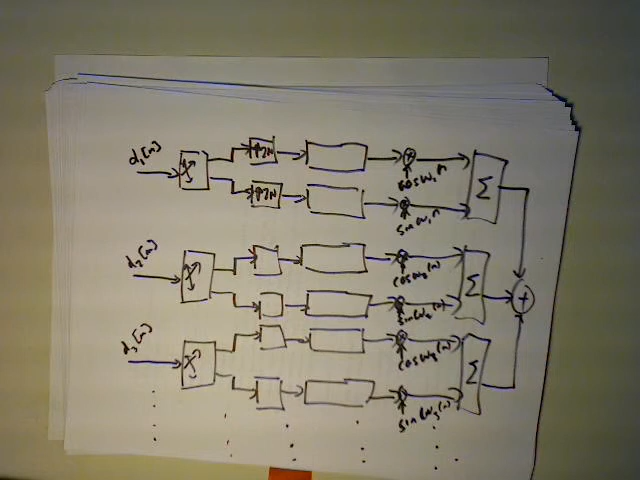 d₁[n]
↑2N
cos ω₁n
Σ
↑2N
sin ω₁n
d₂[n]
cos ω₂[n]
Σ
+
sin ω₂[n]
d₃[n]
cos ω₃[n]
Σ
sin ω₃[n]